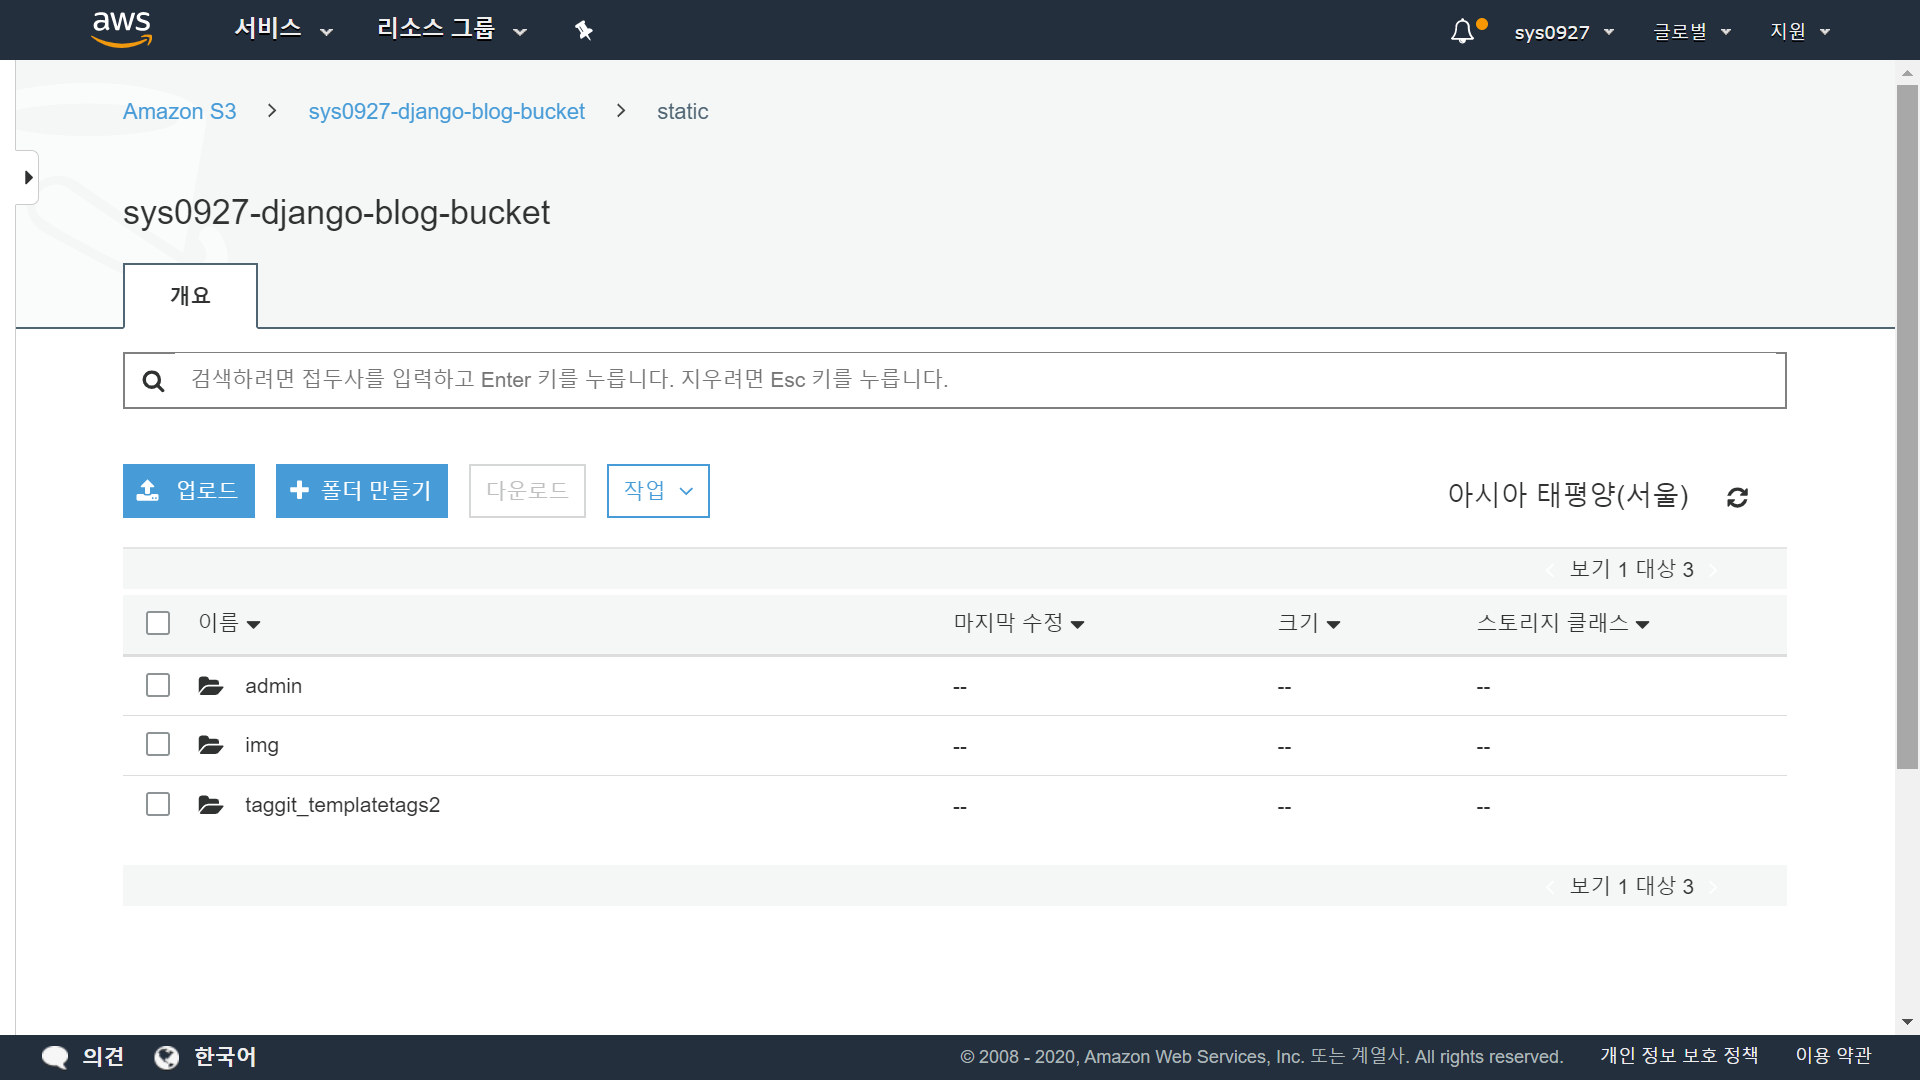 aws 서비스 리소스 그룹 sys0927 글로벌 지원
Amazon S3 sys0927-django-blog-bucket static
sys0927-django-blog-bucket
개요
검색하려면 접두사를 입력하고 Enter 키를 누릅니다. 지우려면 Esc 키를 누릅니다.
업로드 폴더 만들기 다운로드 작업 아시아 태평양(서울)
보기 1 대상 3
이름 마지막 수정 크기 스토리지 클래스
admin -- -- --
img -- -- --
taggit_templatetags2 -- -- --
보기 1 대상 3
의견 한국어 © 2008 - 2020, Amazon Web Services, Inc. 또는 계열사. All rights reserved. 개인 정보 보호 정책 이용 약관